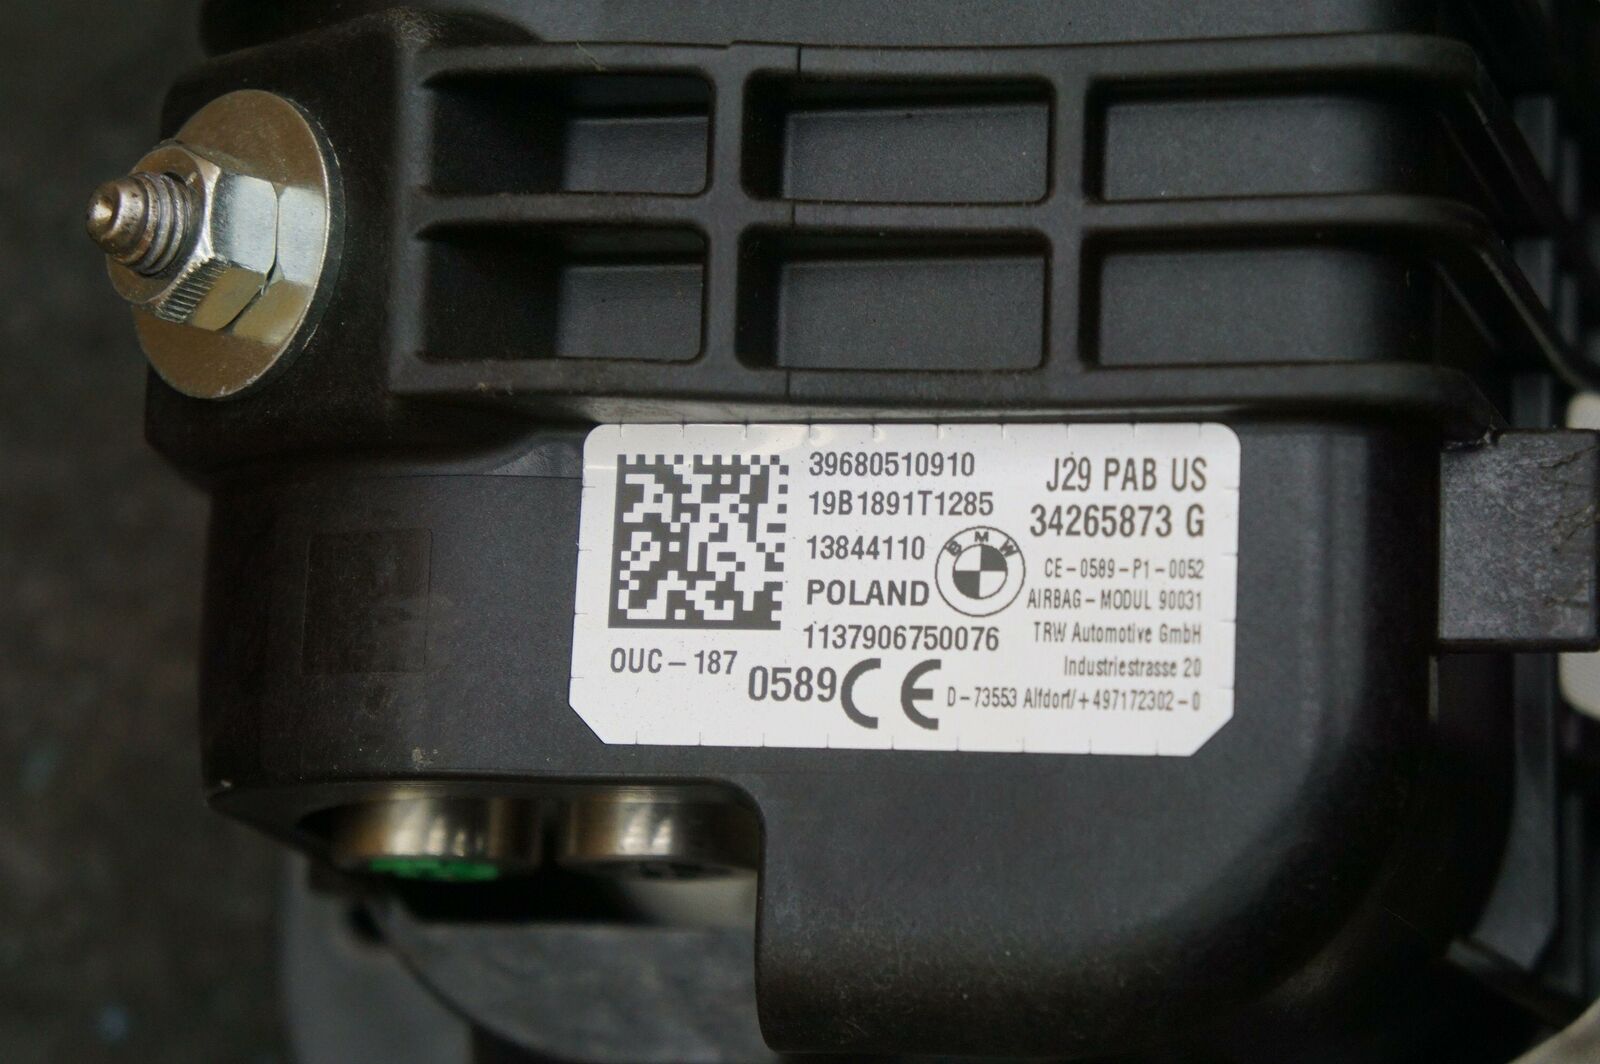 39680510910
19B1891T1285
13844110
POLAND
1137906750076
OUC-187
0589 CE
BMW
J29 PAB US
34265873 G
CE-0589-P1-0052
AIRBAG-MODUL 90031
TRW Automotive GmbH
Industriestrasse 20
D-73553 Alfdorf/+497172302-0